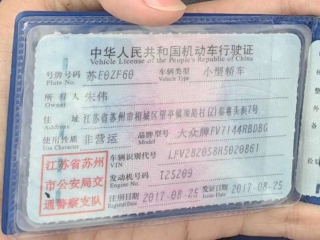 中华人民共和国机动车行驶证
Vehicle License of the People's Republic of China
号牌号码 苏E0ZF60 车辆类型 小型轿车
Plate No. Vehicle Type
所有人 朱伟
Owner
住址 江苏省苏州市相城区望亭镇项路村
Address
使用性质 非营运 品牌型号 大众牌FV7144RBDBG
Use Character Model
车辆识别代号 LFV2B2058H5020861
VIN
江苏省苏州
市公安局交
通警察支队
发动机号码 T25209
Engine No.
注册日期 2017-08-25 发证日期 2017-08-25
Register Date Issue Date